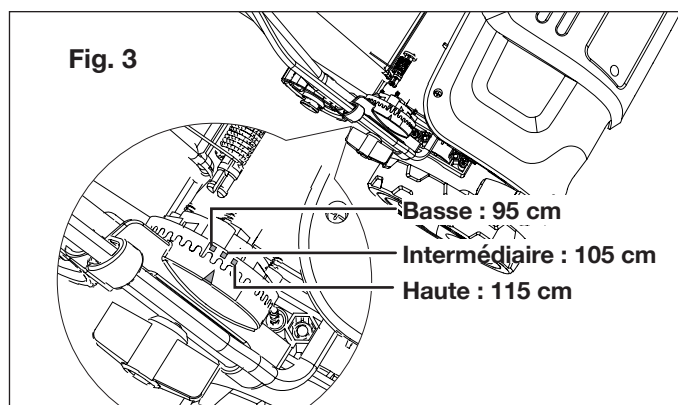 Fig. 3
Basse : 95 cm
Intermédiaire : 105 cm
Haute : 115 cm